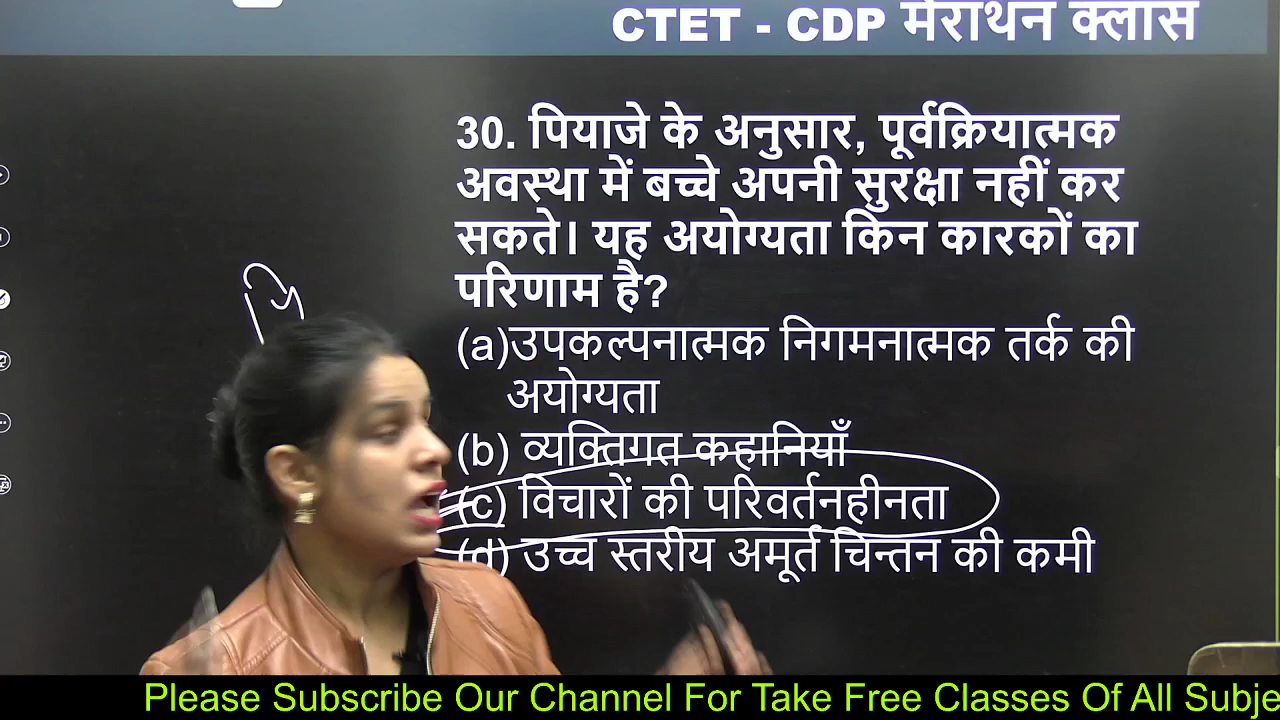 CTET - CDP मैराथन क्लास
30. पियाजे के अनुसार, पूर्वक्रियात्मक
अवस्था में बच्चे अपनी सुरक्षा नहीं कर
सकते। यह अयोग्यता किन कारकों का
परिणाम है?
(a)उपकल्पनात्मक निगमनात्मक तर्क की
अयोग्यता
(b) व्यक्तिगत कहानियाँ
(c) विचारों की परिवर्तनहीनता
(d) उच्च स्तरीय अमूर्त चिन्तन की कमी
Please Subscribe Our Channel For Take Free Classes Of All Subje